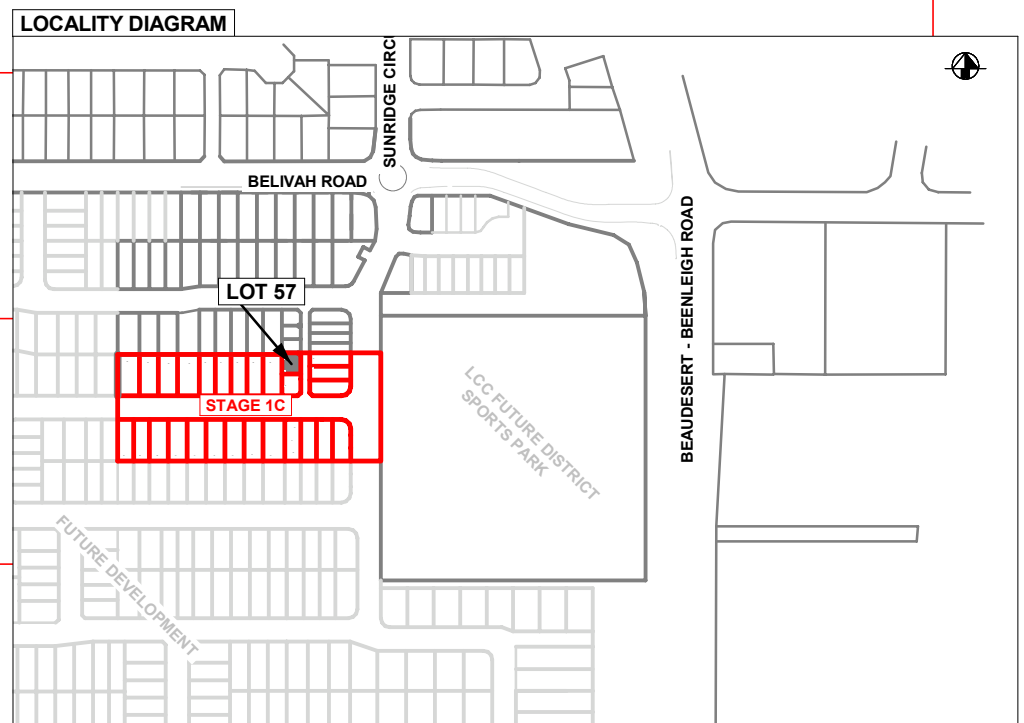 LOCALITY DIAGRAM
SUNRIDGE CIRC
BELIVAH ROAD
BEAUDESERT - BEENLEIGH ROAD
LOT 57
STAGE 1C
LCC FUTURE DISTRICT
SPORTS PARK
FUTURE DEVELOPMENT